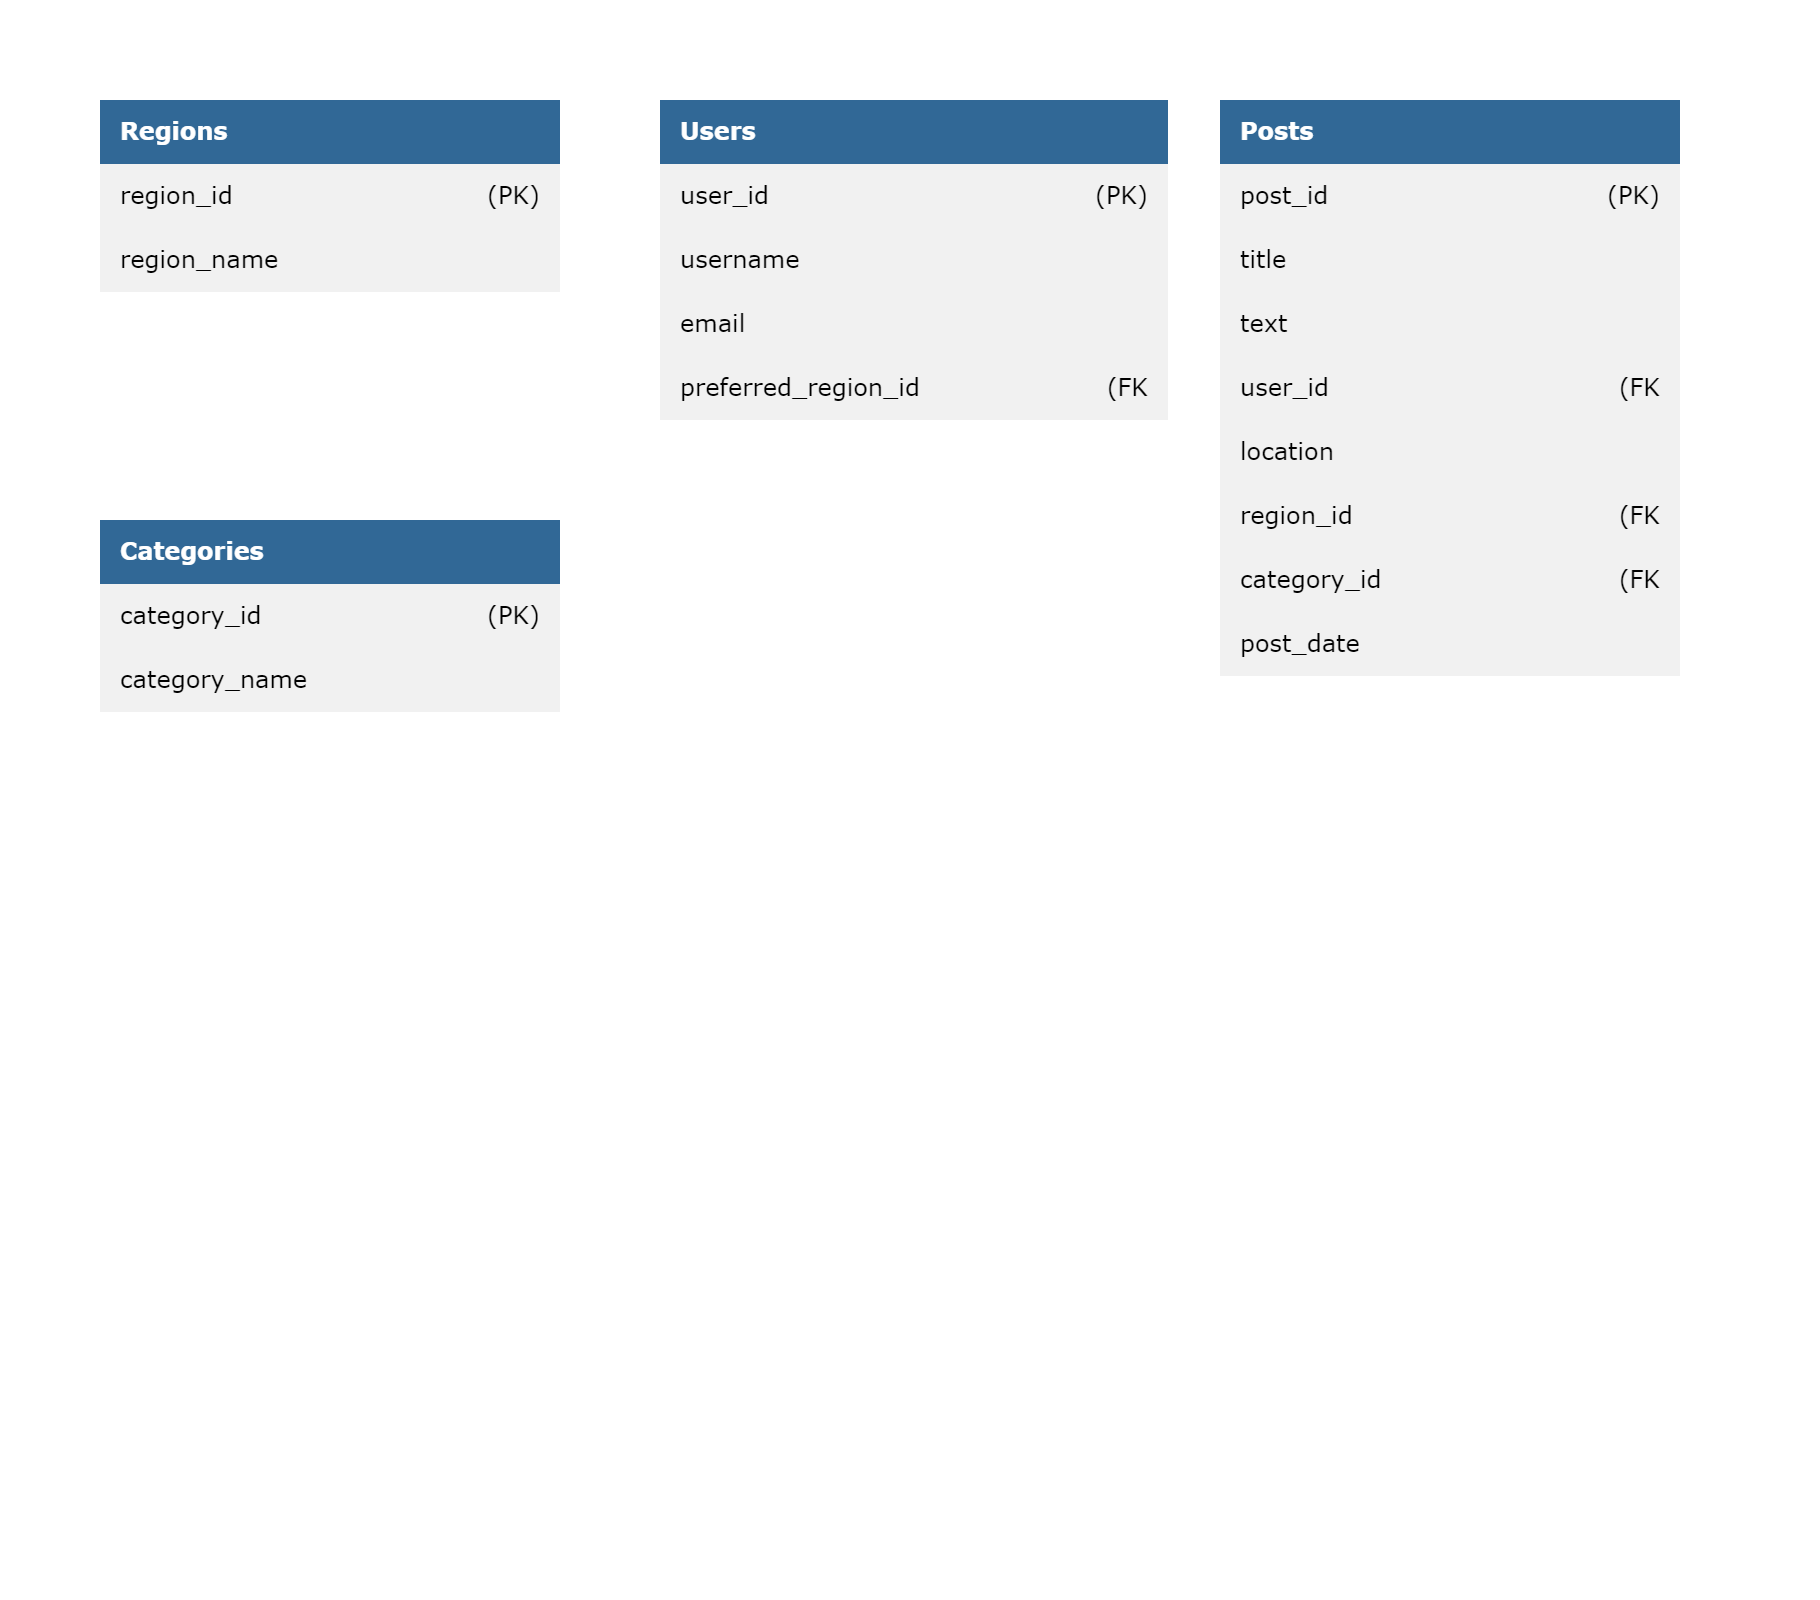 Regions
region_id (PK)
region_name
Users
user_id (PK)
username
email
preferred_region_id (FK
Posts
post_id (PK)
title
text
user_id (FK
location
region_id (FK
category_id (FK
post_date
Categories
category_id (PK)
category_name